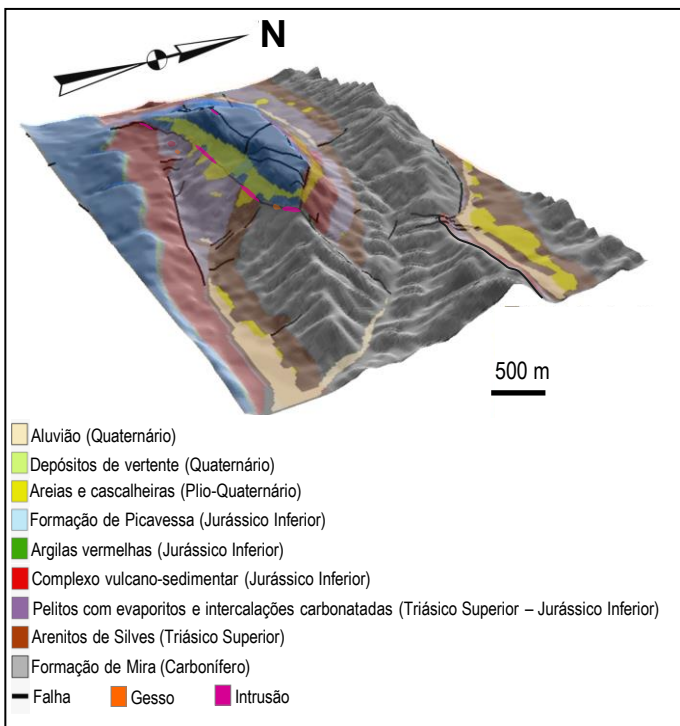 N
500 m
Aluvião (Quaternário)
Depósitos de vertente (Quaternário)
Areias e cascalheiras (Plio-Quaternário)
Formação de Picavessa (Jurássico Inferior)
Argilas vermelhas (Jurássico Inferior)
Complexo vulcano-sedimentar (Jurássico Inferior)
Pelitos com evaporitos e intercalações carbonatadas (Triásico Superior – Jurássico Inferior)
Arenitos de Silves (Triásico Superior)
Formação de Mira (Carbonífero)
Falha Gesso Intrusão